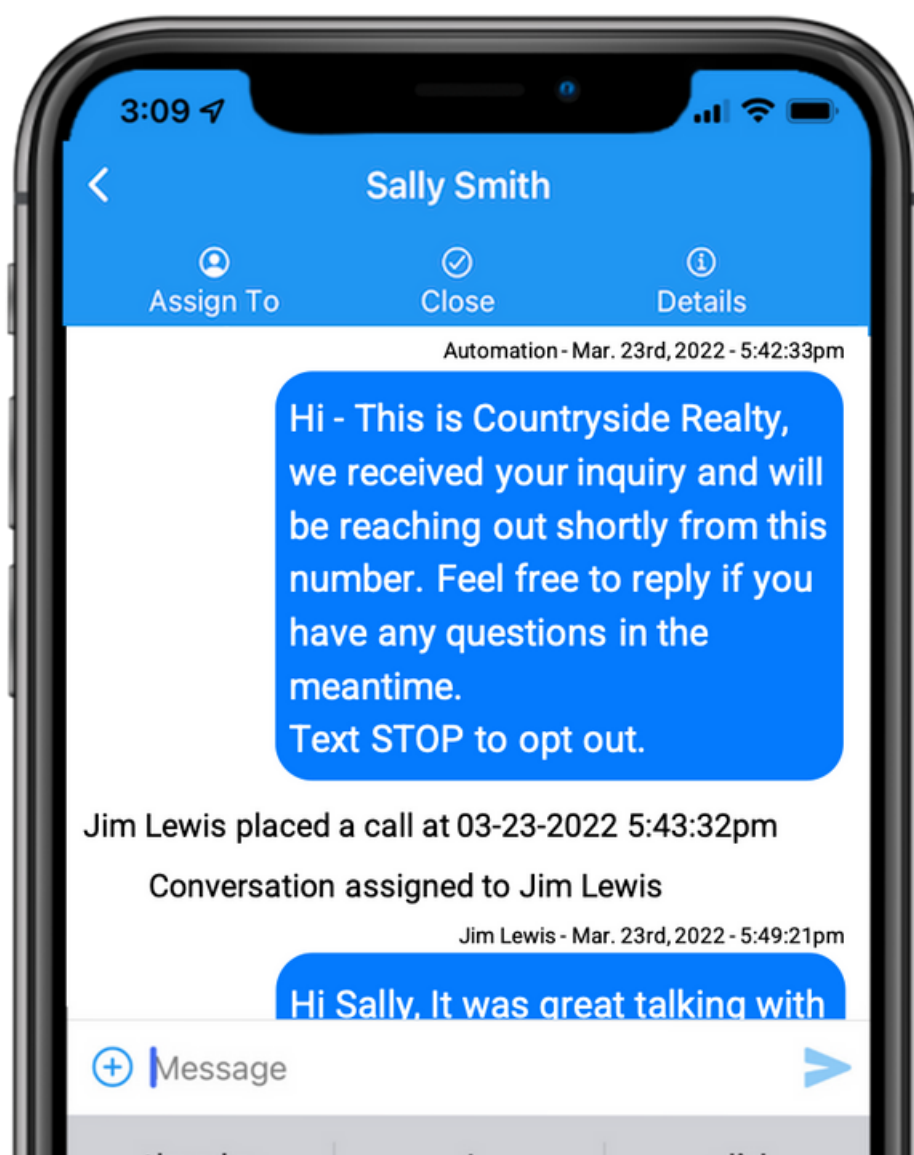 3:09
Sally Smith
Assign To Close Details
Automation - Mar. 23rd, 2022 - 5:42:33pm
Hi - This is Countryside Realty,
we received your inquiry and will
be reaching out shortly from this
number. Feel free to reply if you
have any questions in the
meantime.
Text STOP to opt out.
Jim Lewis placed a call at 03-23-2022 5:43:32pm
Conversation assigned to Jim Lewis
Jim Lewis - Mar. 23rd, 2022 - 5:49:21pm
Hi Sally, It was great talking with
Message